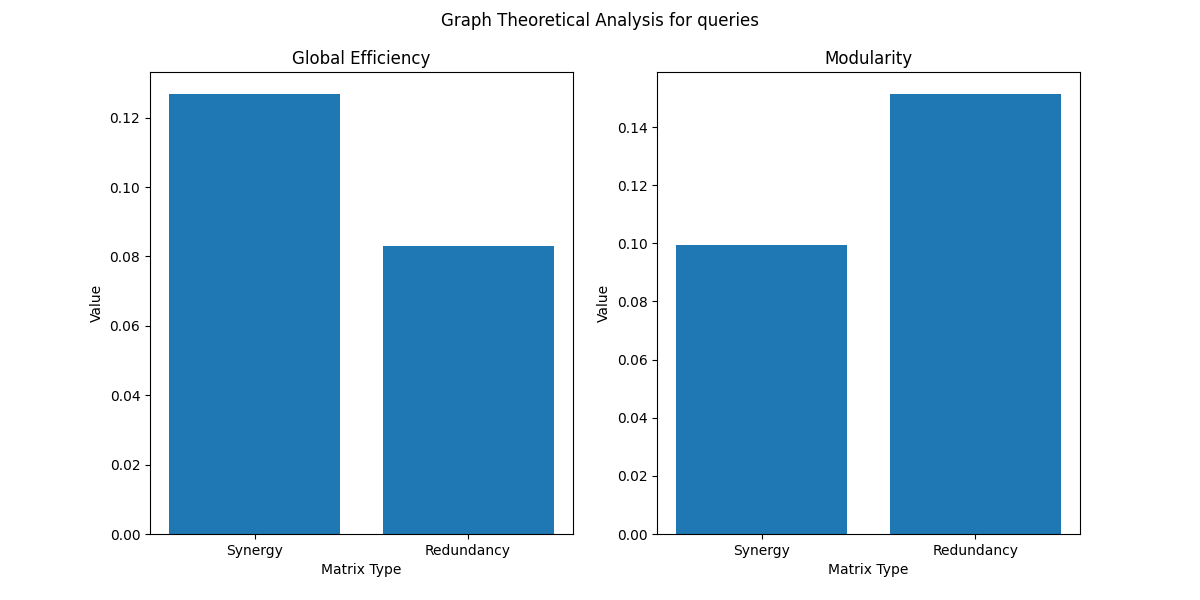 Graph Theoretical Analysis for queries
Global Efficiency
0.12
0.10
0.08
0.06
0.04
0.02
0.00
Value
Synergy
Redundancy
Matrix Type
Modularity
0.14
0.12
0.10
0.08
0.06
0.04
0.02
0.00
Value
Synergy
Redundancy
Matrix Type